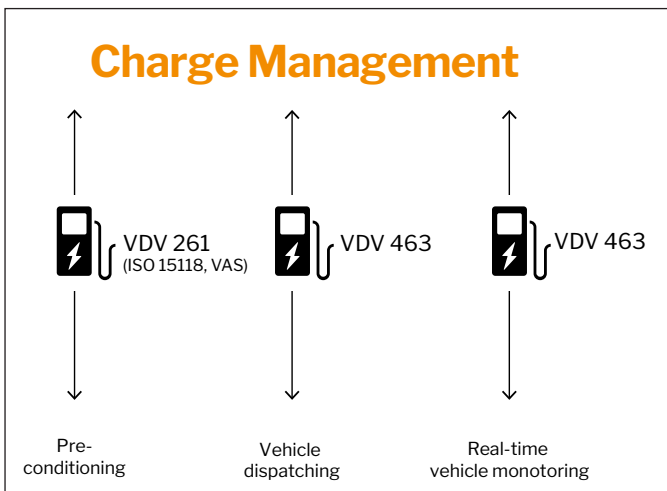 Charge Management
VDV 261
(ISO 15118, VAS)
VDV 463
VDV 463
Pre-
conditioning
Vehicle
dispatching
Real-time
vehicle monotoring